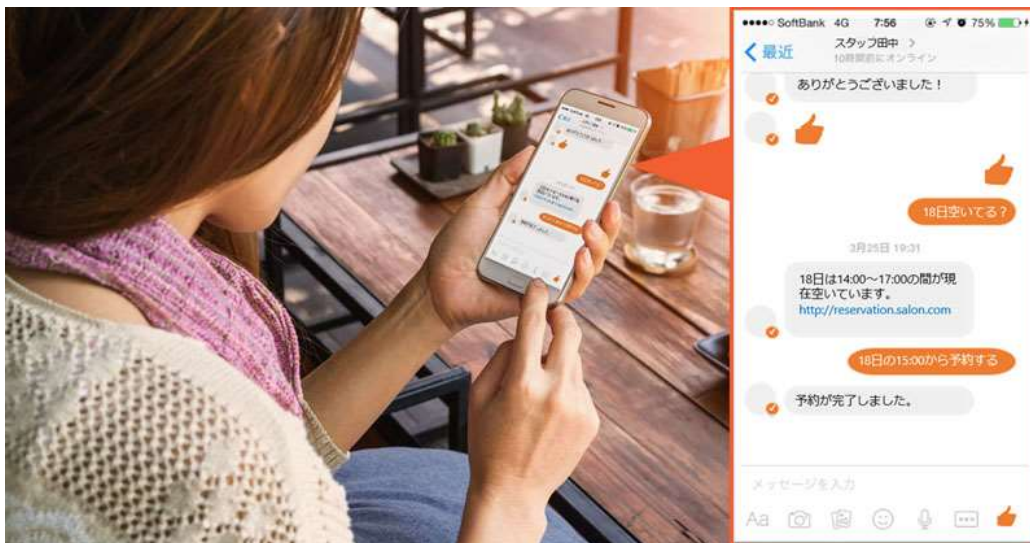 SoftBank 4G 7:56 75%
最近
スタッフ田中
10時間前にオンライン
ありがとうございました！
18日空いてる？
3月25日 19:31
18日は14:00～17:00の間が現
在空いています。
http://reservation.salon.com
18日の15:00から予約する
予約が完了しました。
メッセージを入力
Aa